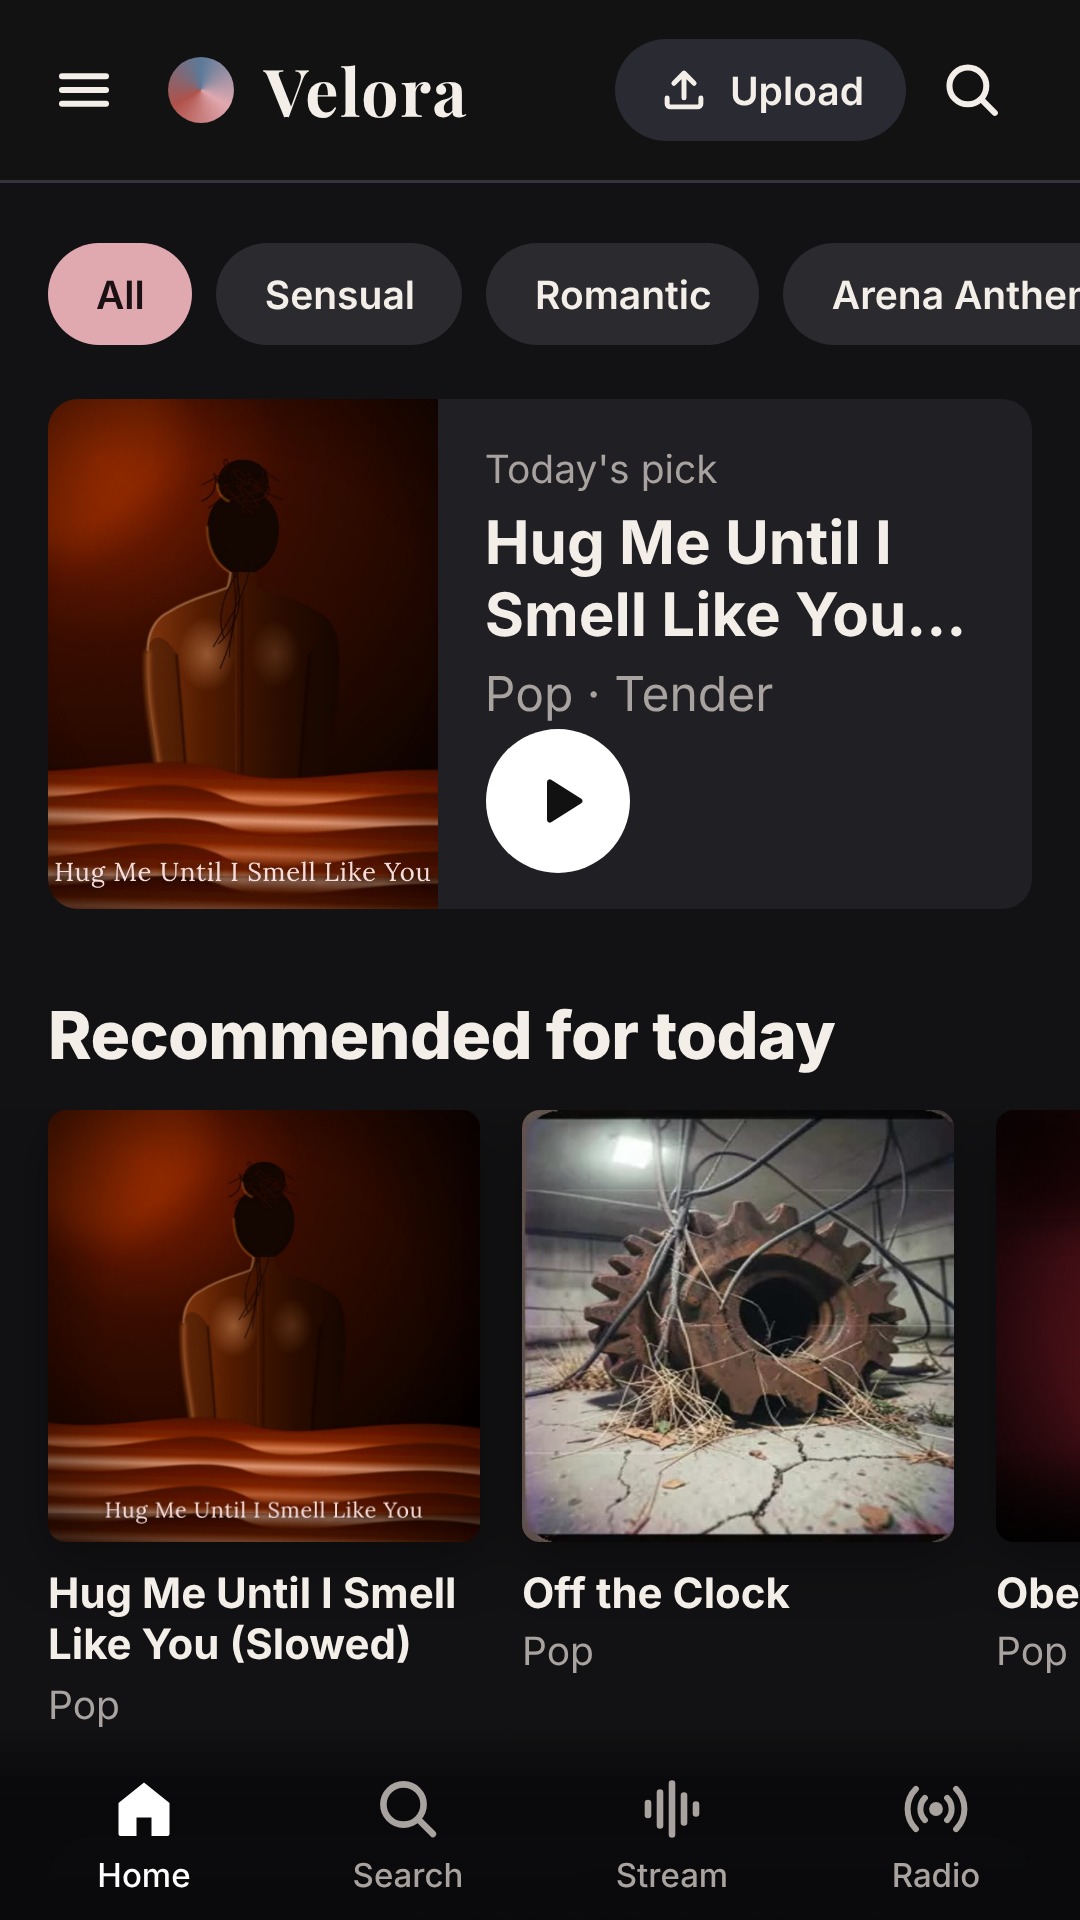 Velora
Upload
All
Sensual
Romantic
Arena Anther
Today's pick
Hug Me Until I
Smell Like You...
Pop · Tender
Hug Me Until I Smell Like You
Recommended for today
Hug Me Until I Smell Like You
Hug Me Until I Smell
Like You (Slowed)
Pop
Off the Clock
Pop
Obe
Pop
Home
Search
Stream
Radio